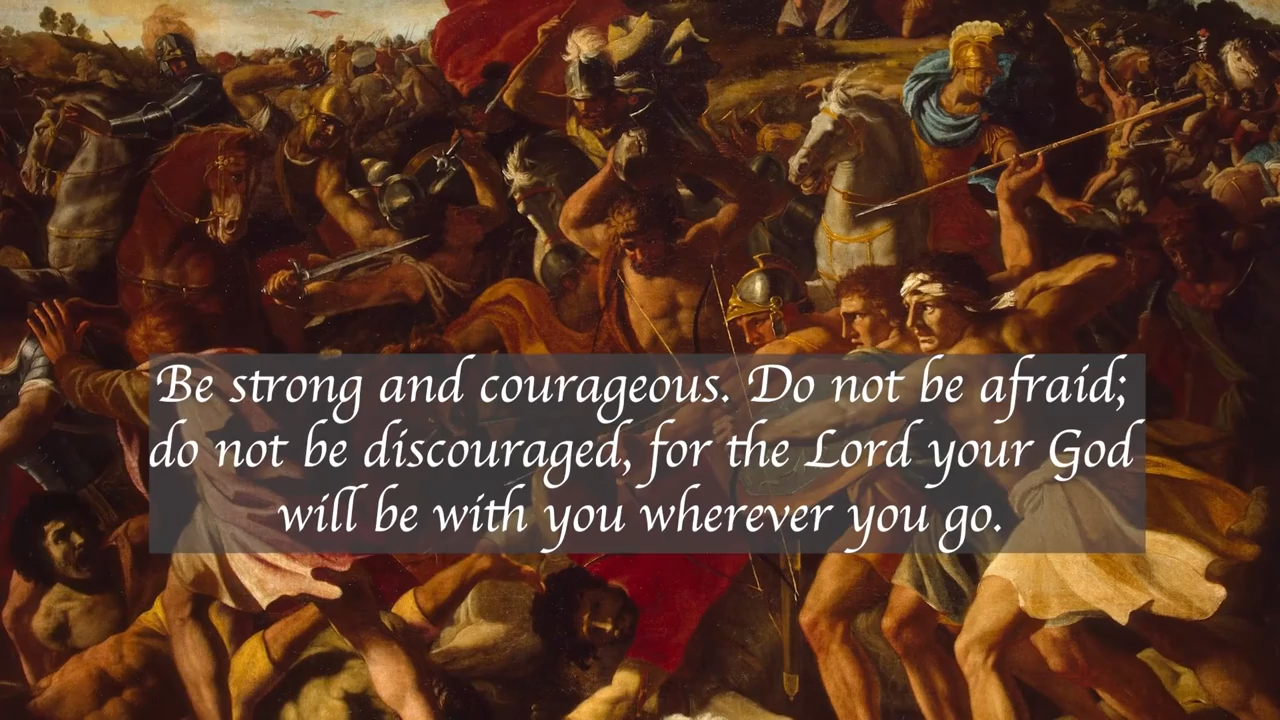 Be strong and courageous. Do not be afraid;
do not be discouraged, for the Lord your God
will be with you wherever you go.